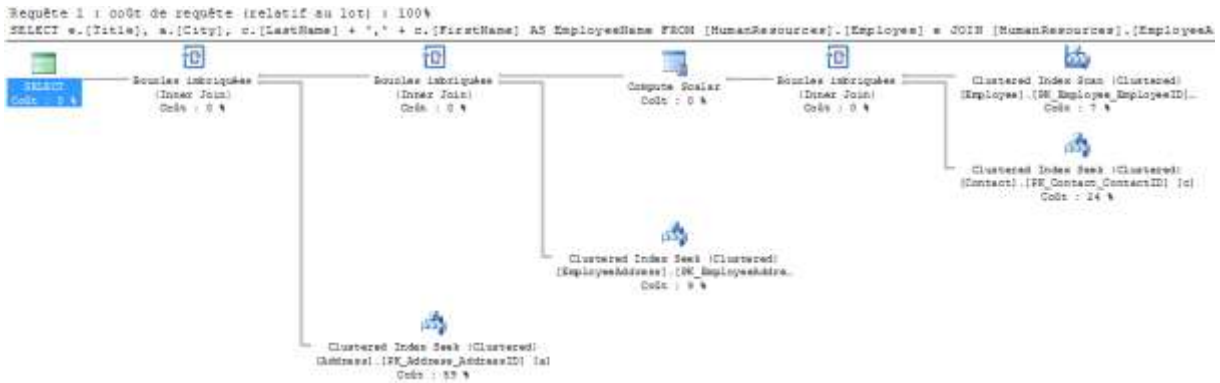 Requête 1 : coût de requête (relatif au lot) : 100%
SELECT e.[Title], a.[City], c.[LastName] + ',' + c.[FirstName] AS EmployeeName FROM [HumanResources].[Employee] e JOIN [HumanResources].[EmployeeA
SELECT
Coût : 0 %
Boucles imbriquées
(Inner Join)
Coût : 0 %
Boucles imbriquées
(Inner Join)
Coût : 0 %
Compute Scalar
Coût : 0 %
Boucles imbriquées
(Inner Join)
Coût : 0 %
Clustered Index Scan (Clustered)
[Employee].[PK_Employee_EmployeeID]…
Coût : 7 %
Clustered Index Seek (Clustered)
[Contact].[PK_Contact_ContactID] [c]
Coût : 24 %
Clustered Index Seek (Clustered)
[EmployeeAddress].[PK_EmployeeAddre…
Coût : 9 %
Clustered Index Seek (Clustered)
[Address].[PK_Address_AddressID] [a]
Coût : 59 %